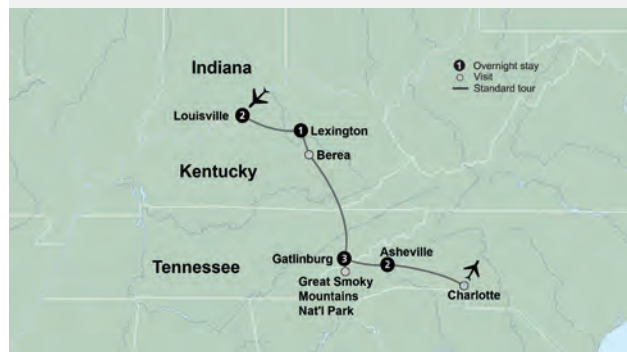 Indiana
1 Overnight stay
Visit
Standard tour
Louisville 2
1 Lexington
Berea
Kentucky
Tennessee
Gatlinburg 3
Asheville
2
Great Smoky
Mountains
Nat'l Park
Charlotte